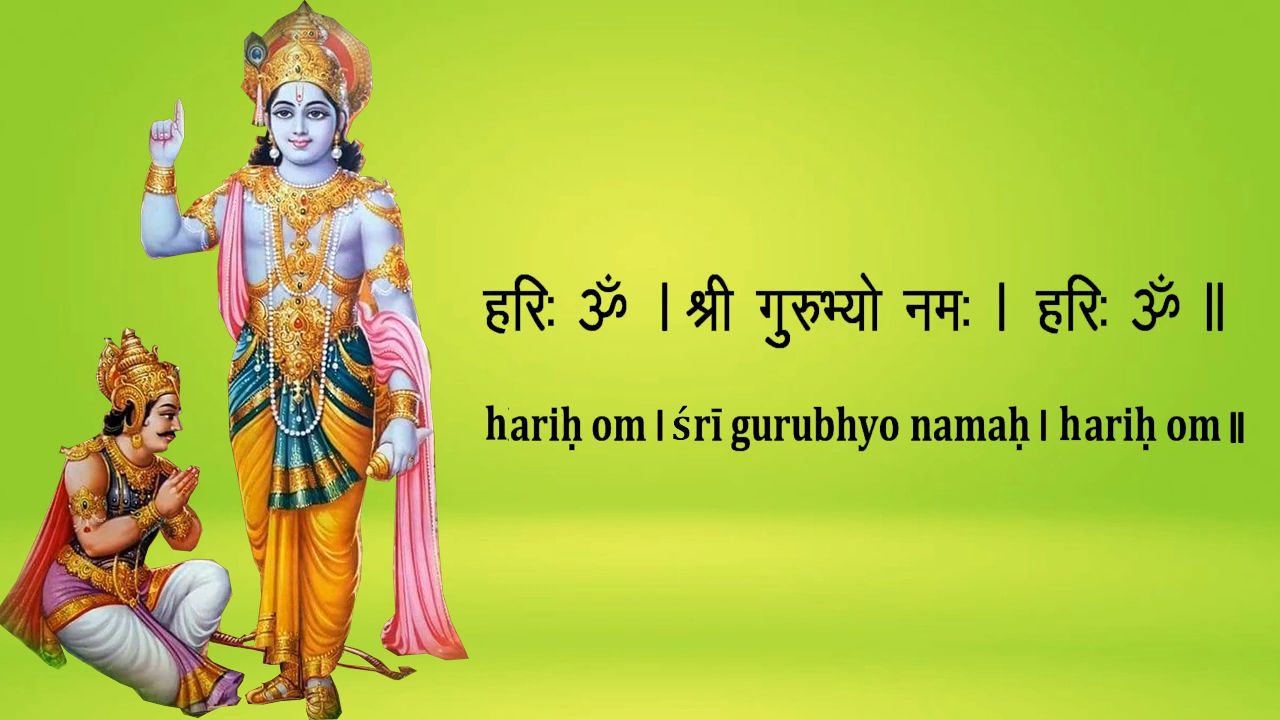 हरिः ॐ । श्री गुरुभ्यो नमः । हरिः ॐ ॥
hariḥ om । śrī gurubhyo namaḥ । hariḥ om ॥